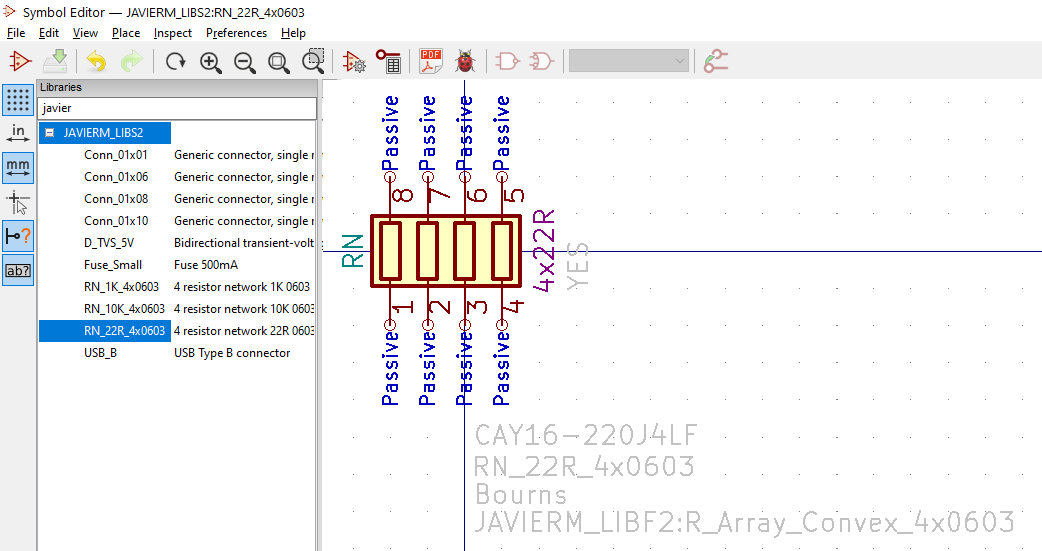 Symbol Editor — JAVIERM_LIBS2:RN_22R_4x0603
File Edit View Place Inspect Preferences Help
PDF
Libraries
in
javier
mm
JAVIERM_LIBS2
Conn_01x01 Generic connector, single r
Conn_01x06 Generic connector, single r
Conn_01x08 Generic connector, single r
Conn_01x10 Generic connector, single r
D_TVS_5V Bidirectional transient-volt
Fuse_Small Fuse 500mA
RN_1K_4x0603 4 resistor network 1K 0603
RN_10K_4x0603 4 resistor network 10K 0603
RN_22R_4x0603 4 resistor network 22R 0603
USB_B USB Type B connector
?
ab?
Passive Passive Passive Passive
8 7 6 5
RN
4x22R
YES
1 2 3 4
Passive Passive Passive Passive
CAY16-220J4LF
RN_22R_4x0603
Bourns
JAVIERM_LIBF2:R_Array_Convex_4x0603